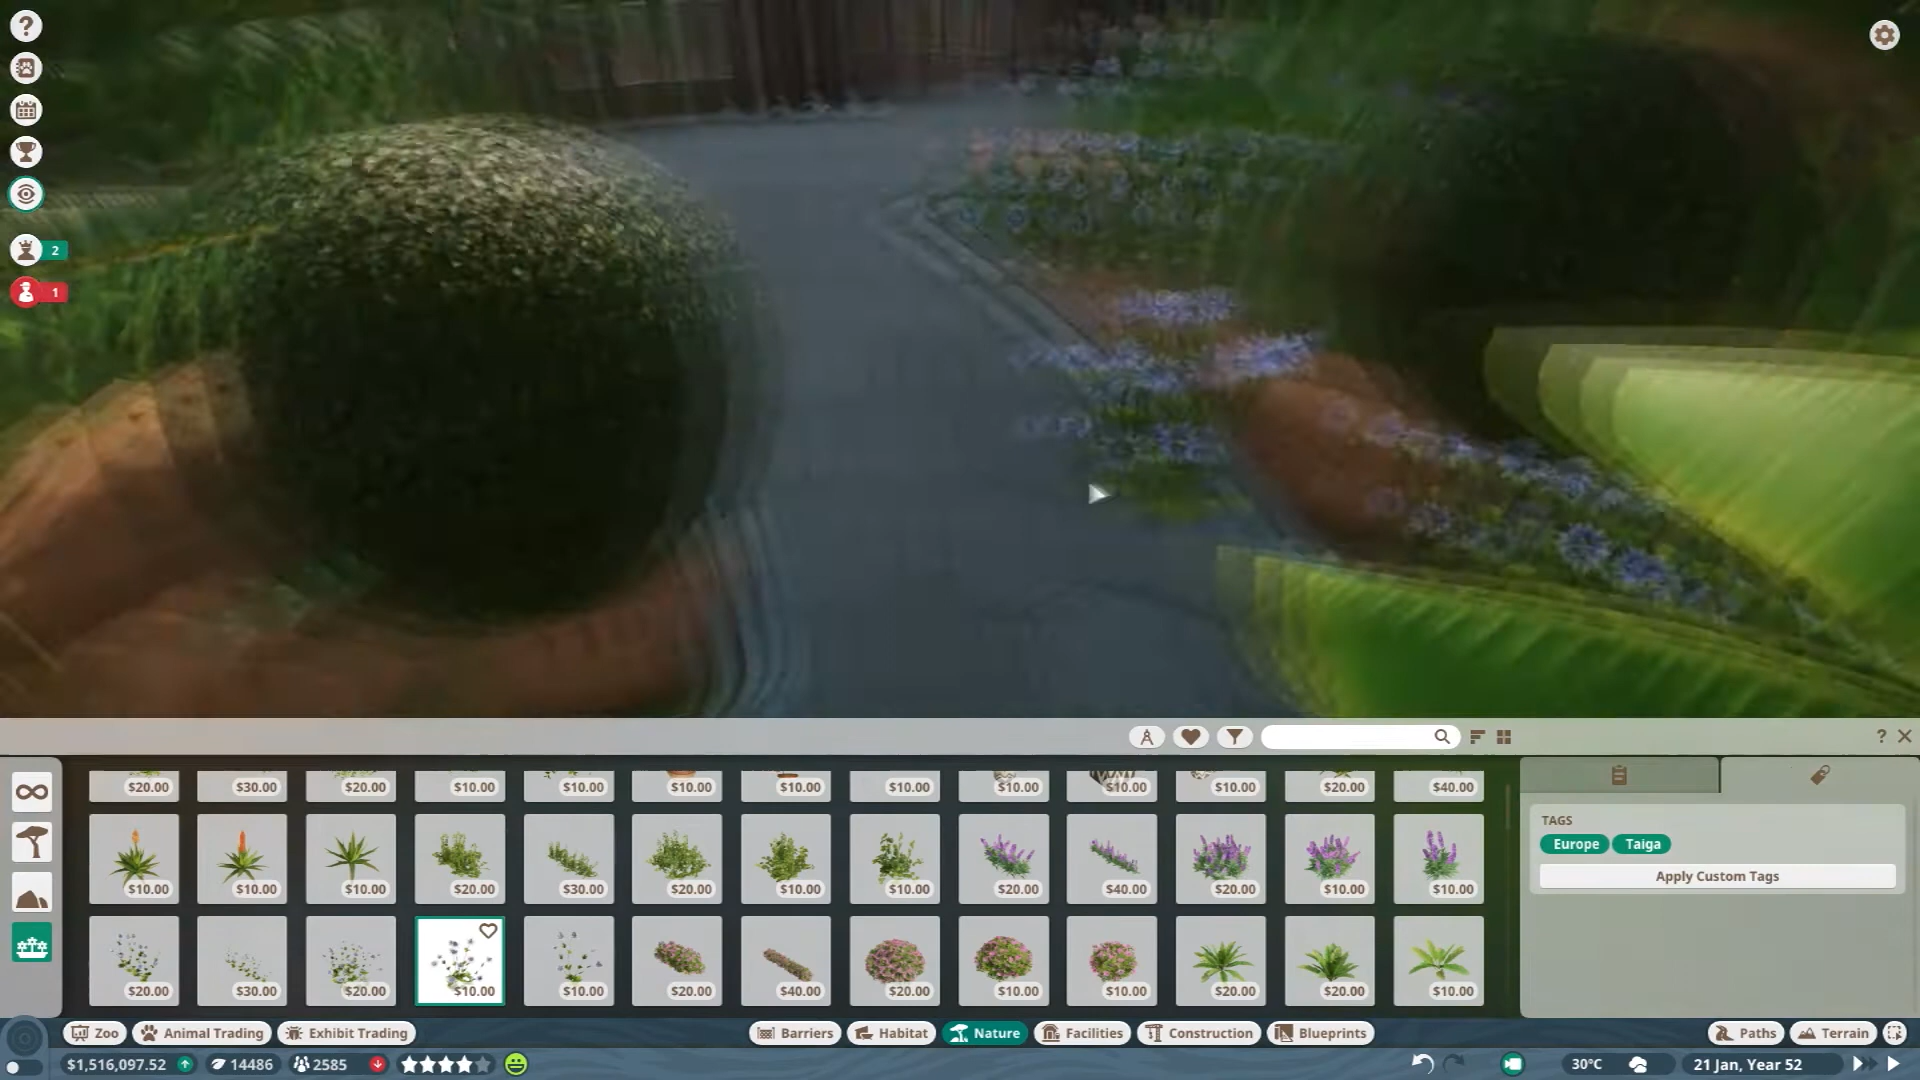 ?
2
1
?
$20.00 $30.00 $20.00 $10.00 $10.00 $10.00 $10.00 $10.00 $10.00 $10.00 $10.00 $20.00 $40.00
$10.00 $10.00 $10.00 $20.00 $30.00 $20.00 $10.00 $10.00 $20.00 $40.00 $20.00 $10.00 $10.00
$20.00 $30.00 $20.00 $10.00 $10.00 $20.00 $40.00 $20.00 $10.00 $10.00 $20.00 $20.00 $10.00
TAGS
Europe Taiga
Apply Custom Tags
Zoo Animal Trading Exhibit Trading Barriers Habitat Nature Facilities Construction Blueprints Paths Terrain
$1,516,097.52 14486 2585 30°C 21 Jan, Year 52